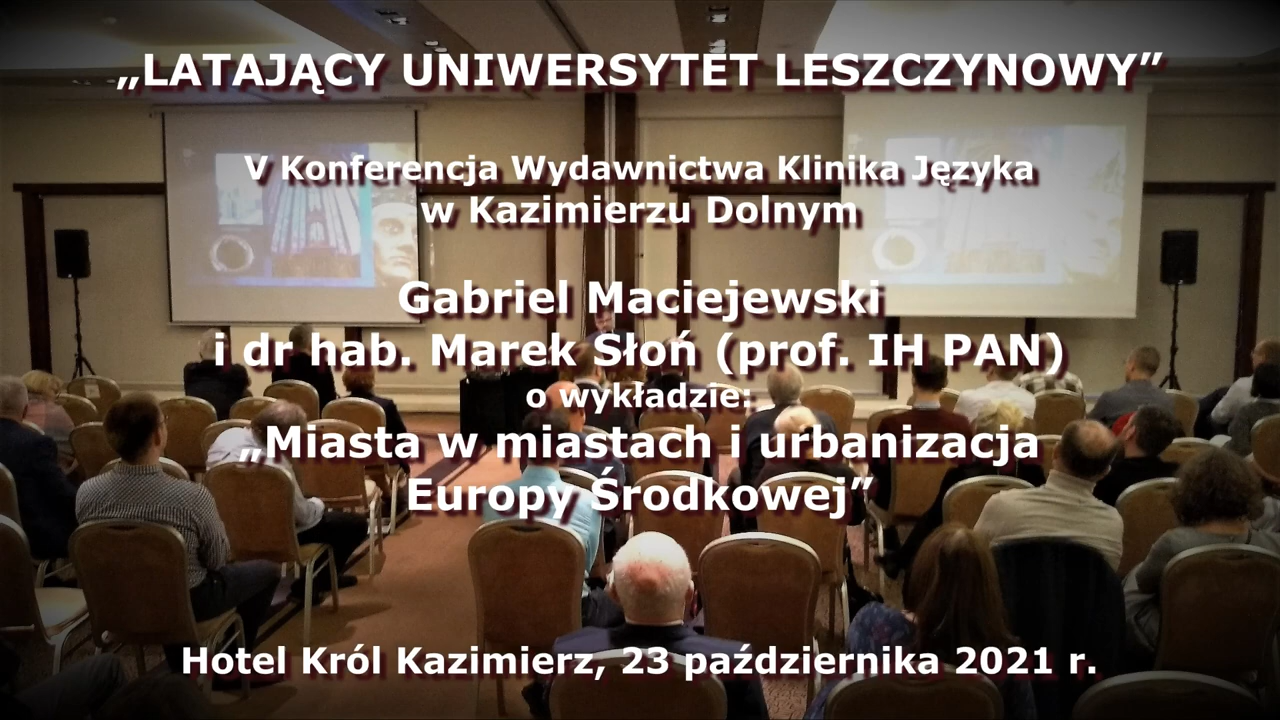 „LATAJĄCY UNIWERSYTET LESZCZYNOWY”
V Konferencja Wydawnictwa Klinika Języka
w Kazimierzu Dolnym
Gabriel Maciejewski
i dr hab. Marek Słoń (prof. IH PAN)
o wykładzie:
„Miasta w miastach i urbanizacja
Europy Środkowej”
Hotel Król Kazimierz, 23 października 2021 r.